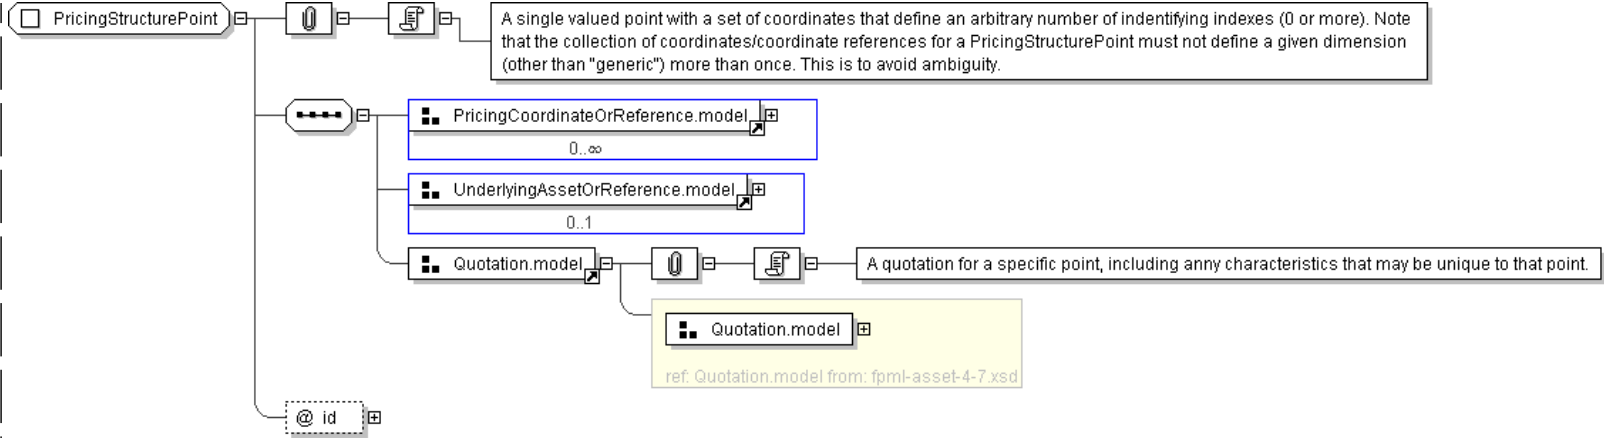 PricingStructurePoint
A single valued point with a set of coordinates that define an arbitrary number of indentifying indexes (0 or more). Note
that the collection of coordinates/coordinate references for a PricingStructurePoint must not define a given dimension
(other than "generic") more than once. This is to avoid ambiguity.
PricingCoordinateOrReference.model
0..∞
UnderlyingAssetOrReference.model
0..1
Quotation.model
A quotation for a specific point, including anny characteristics that may be unique to that point.
Quotation.model
ref: Quotation.model from: fpml-asset-4-7.xsd
@ id